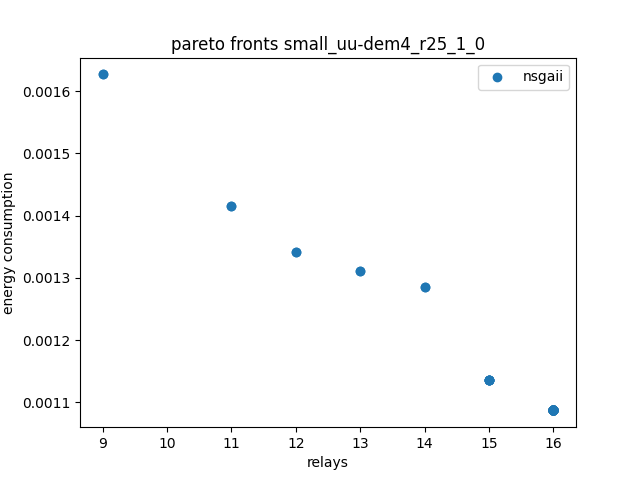 pareto fronts small_uu-dem4_r25_1_0
nsgaii
0.0016
0.0015
0.0014
0.0013
0.0012
0.0011
energy consumption
9 10 11 12 13 14 15 16
relays